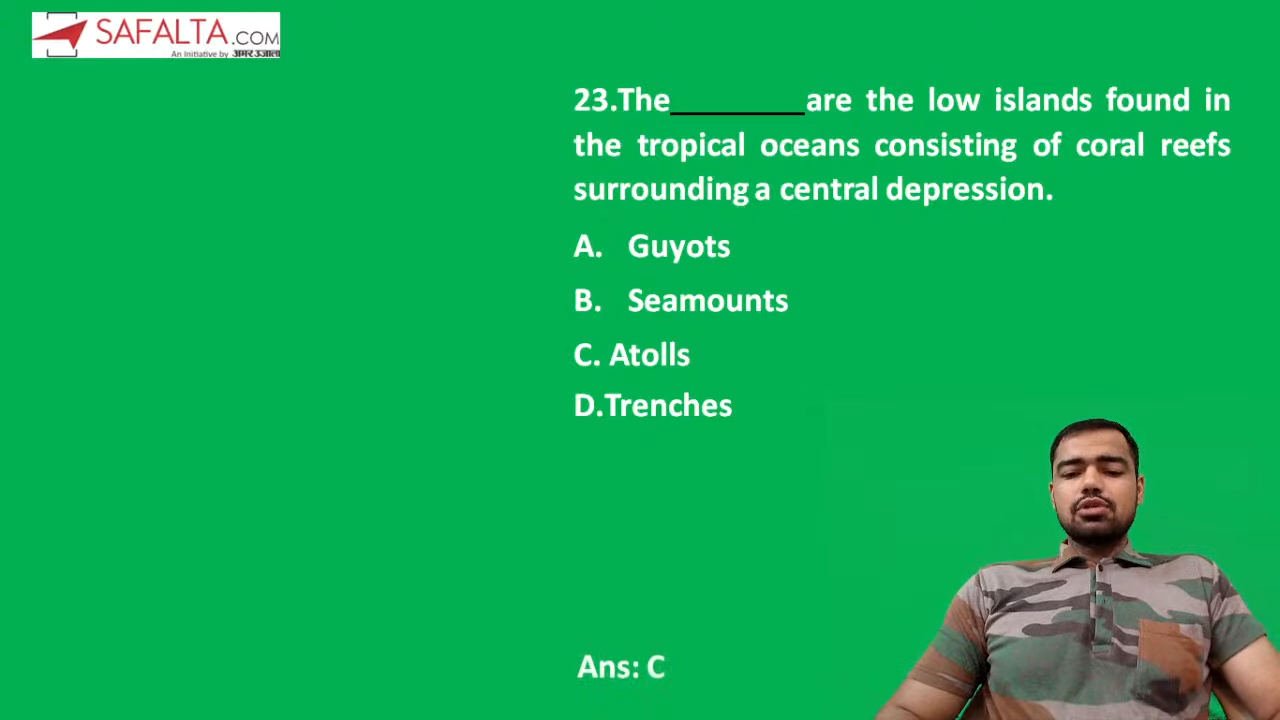 SAFALTA.COM
An Initiative by अमर उजाला
23.The________are the low islands found in
the tropical oceans consisting of coral reefs
surrounding a central depression.
A. Guyots
B. Seamounts
C. Atolls
D.Trenches
Ans: C